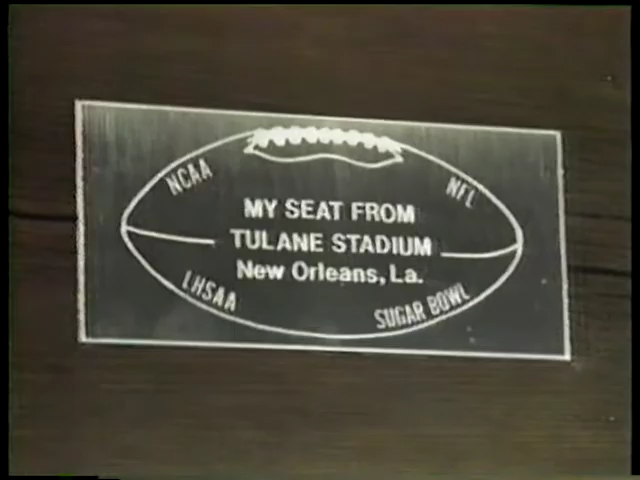 NCAA
NFL
MY SEAT FROM
TULANE STADIUM
New Orleans, La.
LHSAA
SUGAR BOWL